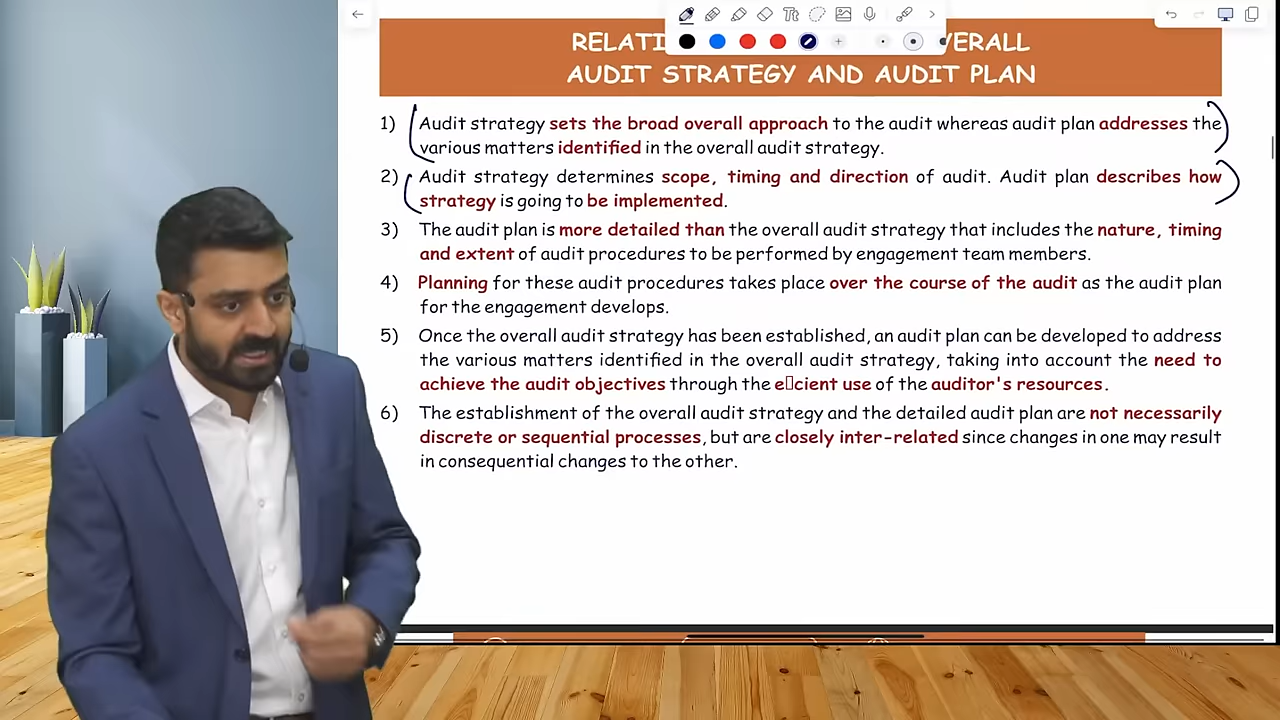 RELATI VERALL
AUDIT STRATEGY AND AUDIT PLAN
1) Audit strategy sets the broad overall approach to the audit whereas audit plan addresses the
various matters identified in the overall audit strategy.
2) Audit strategy determines scope, timing and direction of audit. Audit plan describes how
strategy is going to be implemented.
3) The audit plan is more detailed than the overall audit strategy that includes the nature, timing
and extent of audit procedures to be performed by engagement team members.
4) Planning for these audit procedures takes place over the course of the audit as the audit plan
for the engagement develops.
5) Once the overall audit strategy has been established, an audit plan can be developed to address
the various matters identified in the overall audit strategy, taking into account the need to
achieve the audit objectives through the e▯cient use of the auditor's resources.
6) The establishment of the overall audit strategy and the detailed audit plan are not necessarily
discrete or sequential processes, but are closely inter-related since changes in one may result
in consequential changes to the other.